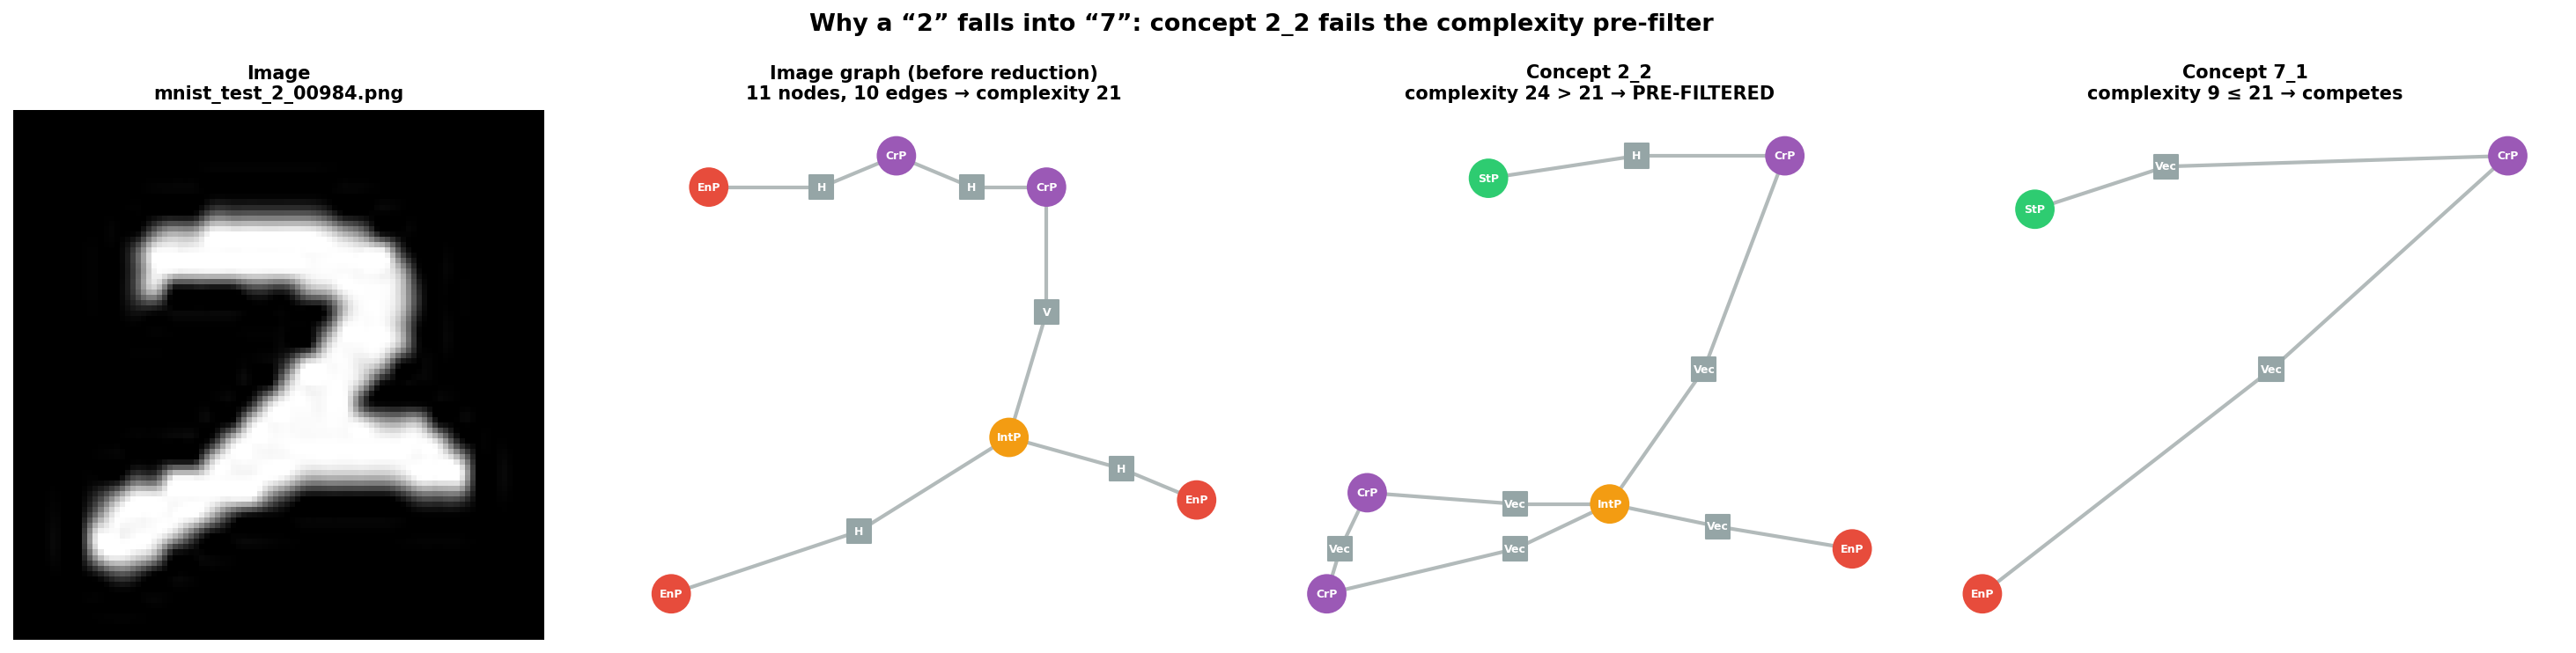 Why a “2” falls into “7”: concept 2_2 fails the complexity pre-filter
Image
mnist_test_2_00984.png
Image graph (before reduction)
11 nodes, 10 edges → complexity 21
EnP
H
CrP
H
CrP
V
IntP
H
EnP
H
EnP
Concept 2_2
complexity 24 > 21 → PRE-FILTERED
StP
H
CrP
Vec
CrP
Vec
IntP
Vec
Vec
Vec
EnP
CrP
Concept 7_1
complexity 9 ≤ 21 → competes
StP
Vec
CrP
Vec
EnP